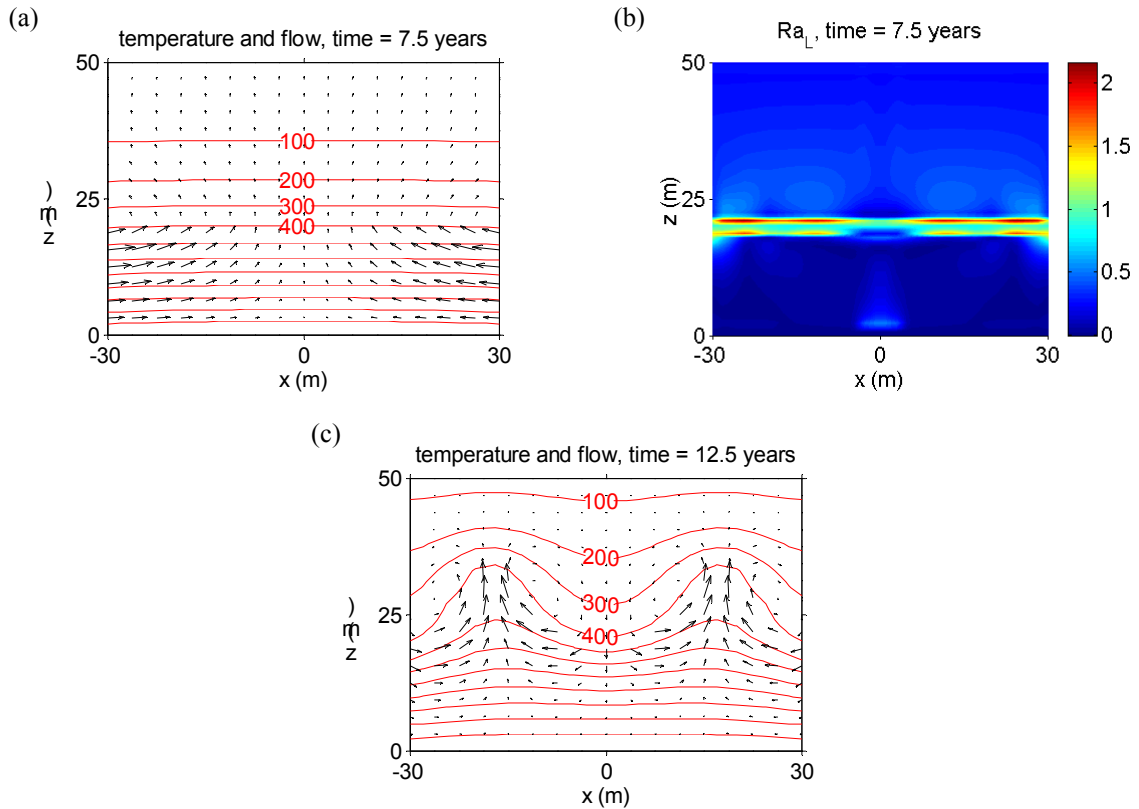 (a)
temperature and flow, time = 7.5 years
50
25
0
z (m)
100
200
300
400
-30 0 30
x (m)
(b)
Ra_L, time = 7.5 years
50
25
0
z (m)
-30 0 30
x (m)
2
1.5
1
0.5
0
(c)
temperature and flow, time = 12.5 years
50
25
0
z (m)
100
200
300
400
-30 0 30
x (m)